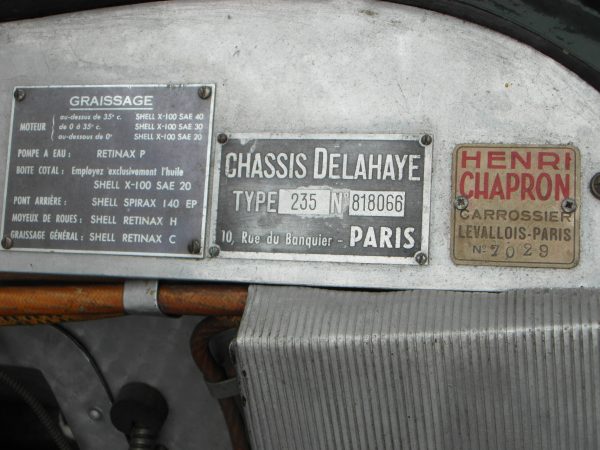 GRAISSAGE
MOTEUR
au-dessus de 35° c. SHELL X-100 SAE 40
de 0 à 35° c. SHELL X-100 SAE 30
au-dessous de 0° SHELL X-100 SAE 20
POMPE A EAU : RETINAX P
BOITE COTAL : Employez exclusivement l'huile
SHELL X-100 SAE 20
PONT ARRIÈRE : SHELL SPIRAX 140 EP
MOYEUX DE ROUES : SHELL RETINAX H
GRAISSAGE GÉNÉRAL : SHELL RETINAX C
CHASSIS DELAHAYE
TYPE 235 N° 818066
10, Rue du Banquier - PARIS
HENRI
CHAPRON
CARROSSIER
LEVALLOIS-PARIS
N° 7029